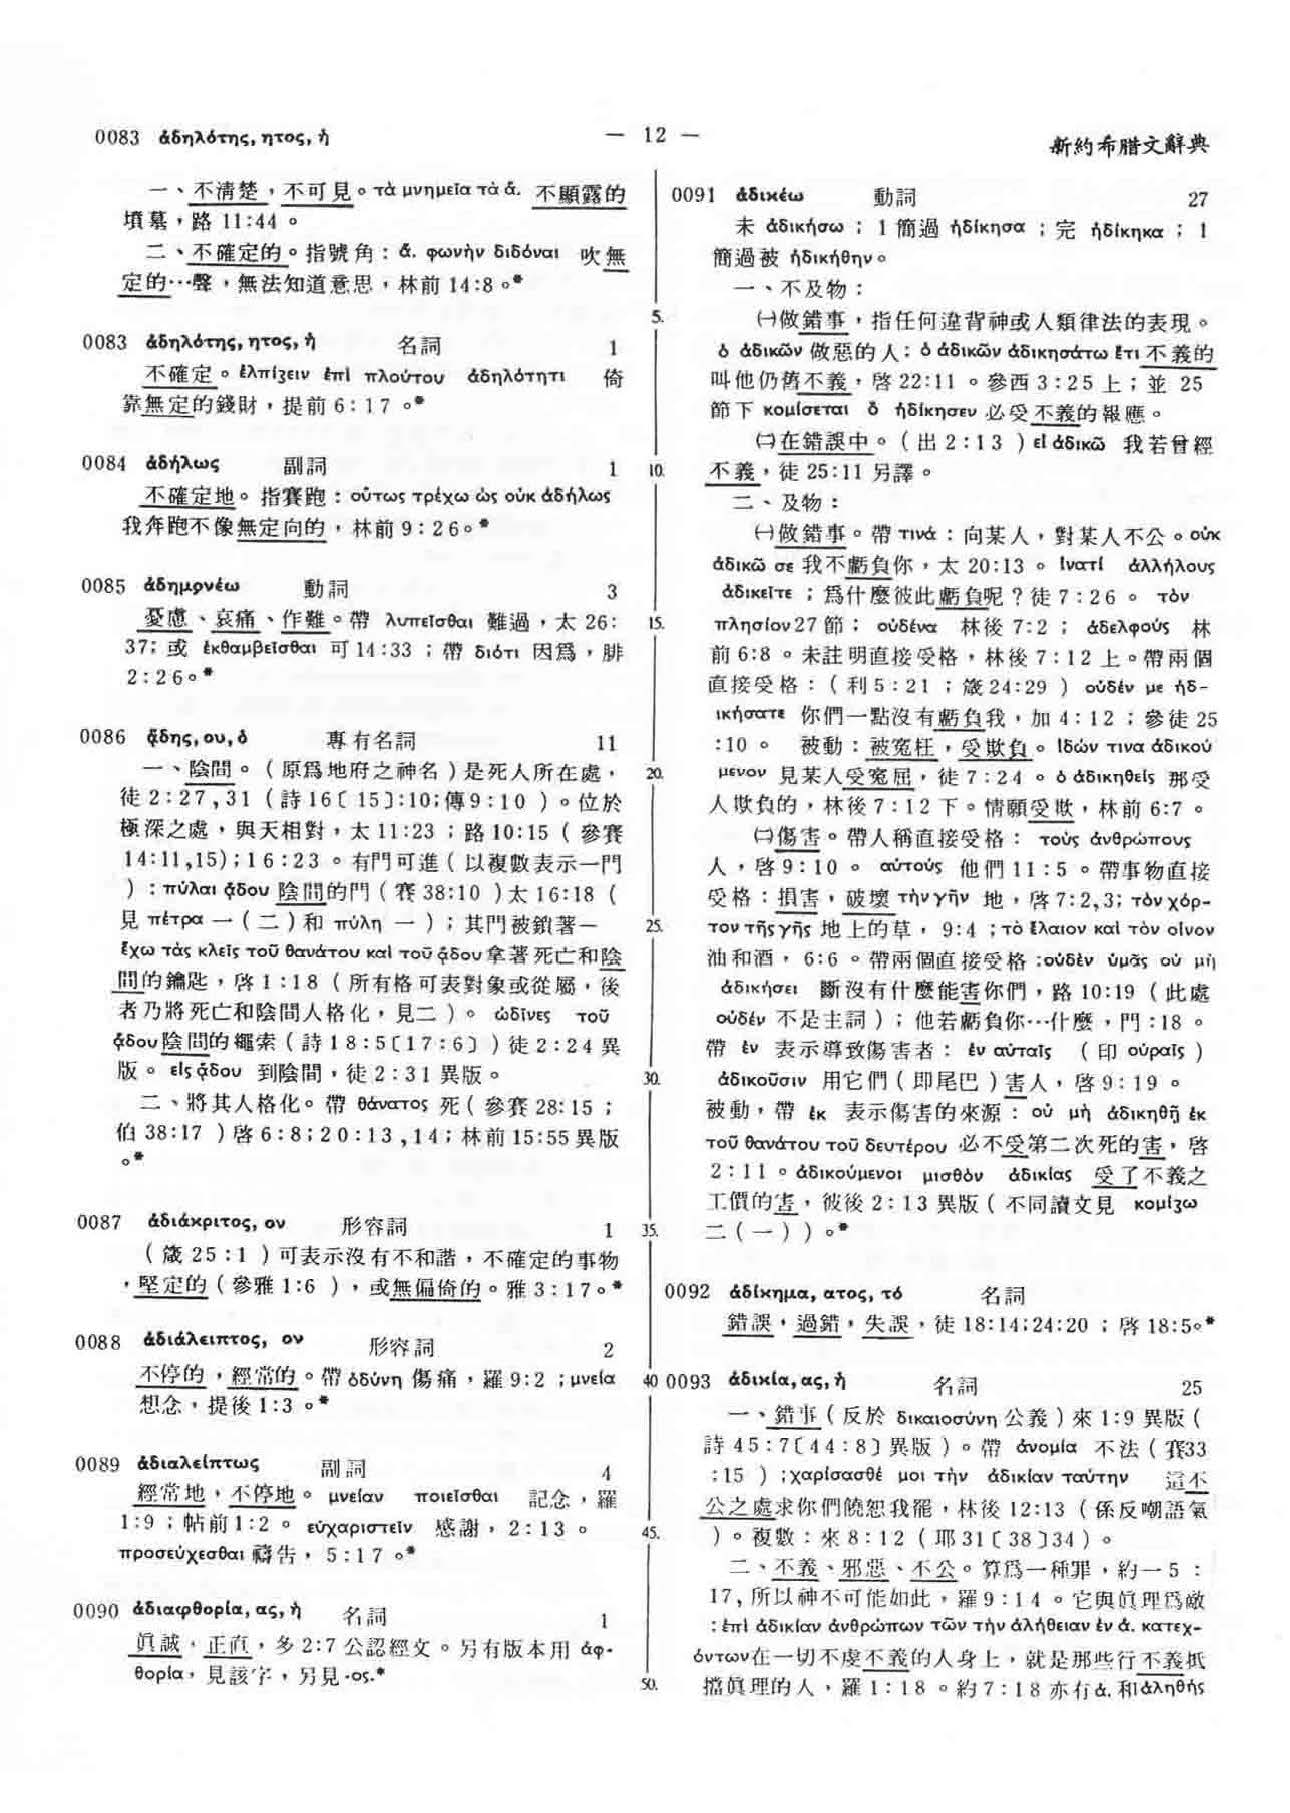 0083 ἀδηλότης, ητος, ἡ
— 12 —
新約希腊文辭典
一、不清楚，不可見。τὰ μνημεῖα τὰ ἄ. 不顯露的
墳墓，路 11:44 。
二、不確定的。指號角：ἄ. φωνὴν διδόναι 吹無
定的…聲，無法知道意思，林前 14:8 。*
0083 ἀδηλότης, ητος, ἡ 名詞 1
不確定。ἐλπίζειν ἐπὶ πλούτου ἀδηλότητι 倚
靠無定的錢財，提前 6:17 。*
0084 ἀδήλως 副詞 1
不確定地。指賽跑：οὕτως τρέχω ὡς οὐκ ἀδήλως
我奔跑不像無定向的，林前 9:26。*
0085 ἀδημονέω 動詞 3
憂慮、哀痛、作難。帶 λυπεῖσθαι 難過，太 26:
37; 或 ἐκθαμβεῖσθαι 可14:33 ；帶 διότι 因爲，腓
2:26。*
0086 ᾅδης, ου, ὁ 專有名詞 11
一、陰間。（原爲地府之神名）是死人所在處，
徒 2:27,31（詩16〔15〕:10;傳9:10）。位於
極深之處，與天相對，太11:23；路10:15（參賽
14:11,15)；16:23 。有門可進（以複數表示一門
）：πύλαι ᾅδου 陰間的門（賽 38:10）太 16:18（
見 πέτρα 一（二）和 πύλη 一）；其門被鎖著—
ἔχω τὰς κλεῖς τοῦ θανάτου καὶ τοῦ ᾅδου 拿著死亡和陰
間的鑰匙，啓 1:18（所有格可表對象或從屬，後
者乃將死亡和陰間人格化，見二）。ὠδῖνες τοῦ
ᾅδου 陰間的繩索（詩18:5〔17:6〕）徒 2:24 異
版。εἰς ᾅδου 到陰間，徒 2:31 異版。
二、將其人格化。帶 θάνατος 死（參賽 28:15；
伯 38:17）啓 6:8；20:13,14；林前 15:55 異版
。*
0087 ἀδιάκριτος, ον 形容詞 1
（箴 25:1）可表示沒有不和諧，不確定的事物
，堅定的（參雅 1:6 ），或無偏倚的。雅 3:17。*
0088 ἀδιάλειπτος, ον 形容詞 2
不停的，經常的。帶 ὀδύνη 傷痛，羅 9:2；μνεία
想念，提後 1:3 。*
0089 ἀδιαλείπτως 副詞 4
經常地，不停地。μνείαν ποιεῖσθαι 記念，羅
1:9；帖前 1:2。εὐχαριστεῖν 感謝，2:13。
προσεύχεσθαι 禱告，5:17 。*
0090 ἀδιαφθορία, ας, ἡ 名詞 1
眞誠，正直，多 2:7 公認經文。另有版本用 ἀφ-
θορία，見該字，另見 -ος.*
5.
10.
15.
20.
25.
30.
35.
40
45.
50.
0091 ἀδικέω 動詞 27
未 ἀδικήσω；1 簡過 ἠδίκησα；完 ἠδίκηκα；1
簡過被 ἠδικήθην。
一、不及物：
㈠做錯事，指任何違背神或人類律法的表現。
ὁ ἀδικῶν 做惡的人；ὁ ἀδικῶν ἀδικησάτω ἔτι 不義的
叫他仍舊不義，啓 22:11。參西 3:25 上；並 25
節下 κομίσεται ὃ ἠδίκησεν 必受不義的報應。
㈡在錯誤中。（出 2:13）εἰ ἀδικῶ 我若曾經
不義，徒 25:11 另譯。
二、及物：
㈠做錯事。帶 τινά：向某人，對某人不公。οὐκ
ἀδικῶ σε 我不虧負你，太 20:13 。ἱνατί ἀλλήλους
ἀδικεῖτε；爲什麼彼此虧負呢？徒 7:26 。τὸν
πλησίον 27 節；οὐδένα 林後 7:2；ἀδελφούς 林
前 6:8。未註明直接受格，林後 7:12 上。帶兩個
直接受格：（利 5:21；箴 24:29）οὐδέν με ἠδ-
ικήσατε 你們一點沒有虧負我，加 4:12；參徒 25
:10。 被動：被冤枉，受欺負。ἰδών τινα ἀδικού
μενον 見某人受寃屈，徒 7:24。ὁ ἀδικηθείς 那受
人欺負的，林後 7:12 下。情願受欺，林前 6:7 。
㈡傷害。帶人稱直接受格：τοὺς ἀνθρώπους
人，啓 9:10。αὐτούς 他們 11:5。帶事物直接
受格：損害，破壞 τὴν γῆν 地，啓 7:2,3；τὸν χόρ-
τον τῆς γῆς 地上的草，9:4；τὸ ἔλαιον καὶ τὸν οἶνον
油和酒，6:6。帶兩個直接受格:οὐδὲν ὑμᾶς οὐ μὴ
ἀδικήσει 斷沒有什麼能害你們，路 10:19（此處
οὐδέν 不是主詞）；他若虧負你…什麼，門:18 。
帶 ἐν 表示導致傷害者：ἐν αὐταῖς （印 οὐραῖς）
ἀδικοῦσιν 用它們（即尾巴）害人，啓 9:19 。
被動，帶 ἐκ 表示傷害的來源：οὐ μὴ ἀδικηθῇ ἐκ
τοῦ θανάτου τοῦ δευτέρου 必不受第二次死的害，啓
2:11。ἀδικούμενοι μισθὸν ἀδικίας 受了不義之
工價的害，彼後 2:13 異版（不同讀文見 κομίζω
二（一））。*
0092 ἀδίκημα, ατος, τό 名詞
錯誤，過錯，失誤，徒 18:14;24:20；啓 18:5。*
0093 ἀδικία, ας, ἡ 名詞 25
一、錯事（反於 δικαιοσύνη 公義）來 1:9 異版（
詩 45:7〔44:8〕異版）。帶 ἀνομία 不法（賽33
:15）；χαρίσασθέ μοι τὴν ἀδικίαν ταύτην 這不
公之處求你們饒恕我罷，林後 12:13（係反嘲語氣
）。複數：來 8:12（耶 31〔38〕34）。
二、不義、邪惡、不公。算爲一種罪，約一 5 :
17，所以神不可能如此，羅 9:14。它與眞理爲敵
：ἐπὶ ἀδικίαν ἀνθρώπων τῶν τὴν ἀλήθειαν ἐν ἀ. κατεχ-
όντων 在一切不虔不義的人身上，就是那些行不義抵
擋眞理的人，羅 1:18。約 7:18 亦有 ἀ. 和 ἀληθής